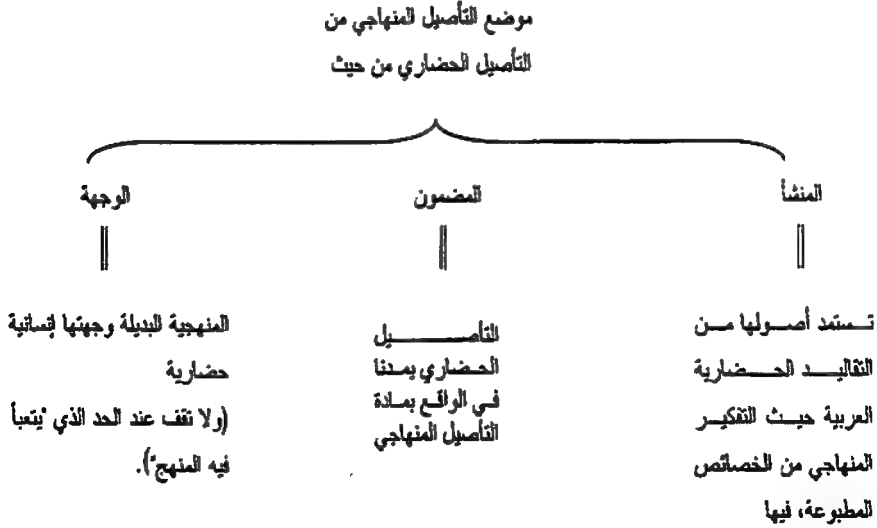 موضع التأصيل المنهاجي من
التأصيل الحضاري من حيث
المنشأ
المضمون
الوجهة
تستمد أصولها من
التقاليد الحضارية
العربية حيث التفكير
المنهاجي من الخصائص
المطبوعة، فيها
التأصيل
الحضاري يمدنا
في الواقع بمادة
التأصيل المنهاجي
المنهجية البديلة وجهتها إنسانية
حضارية
(ولا تقف عند الحد الذي "يتعبأ
فيه المنهج").